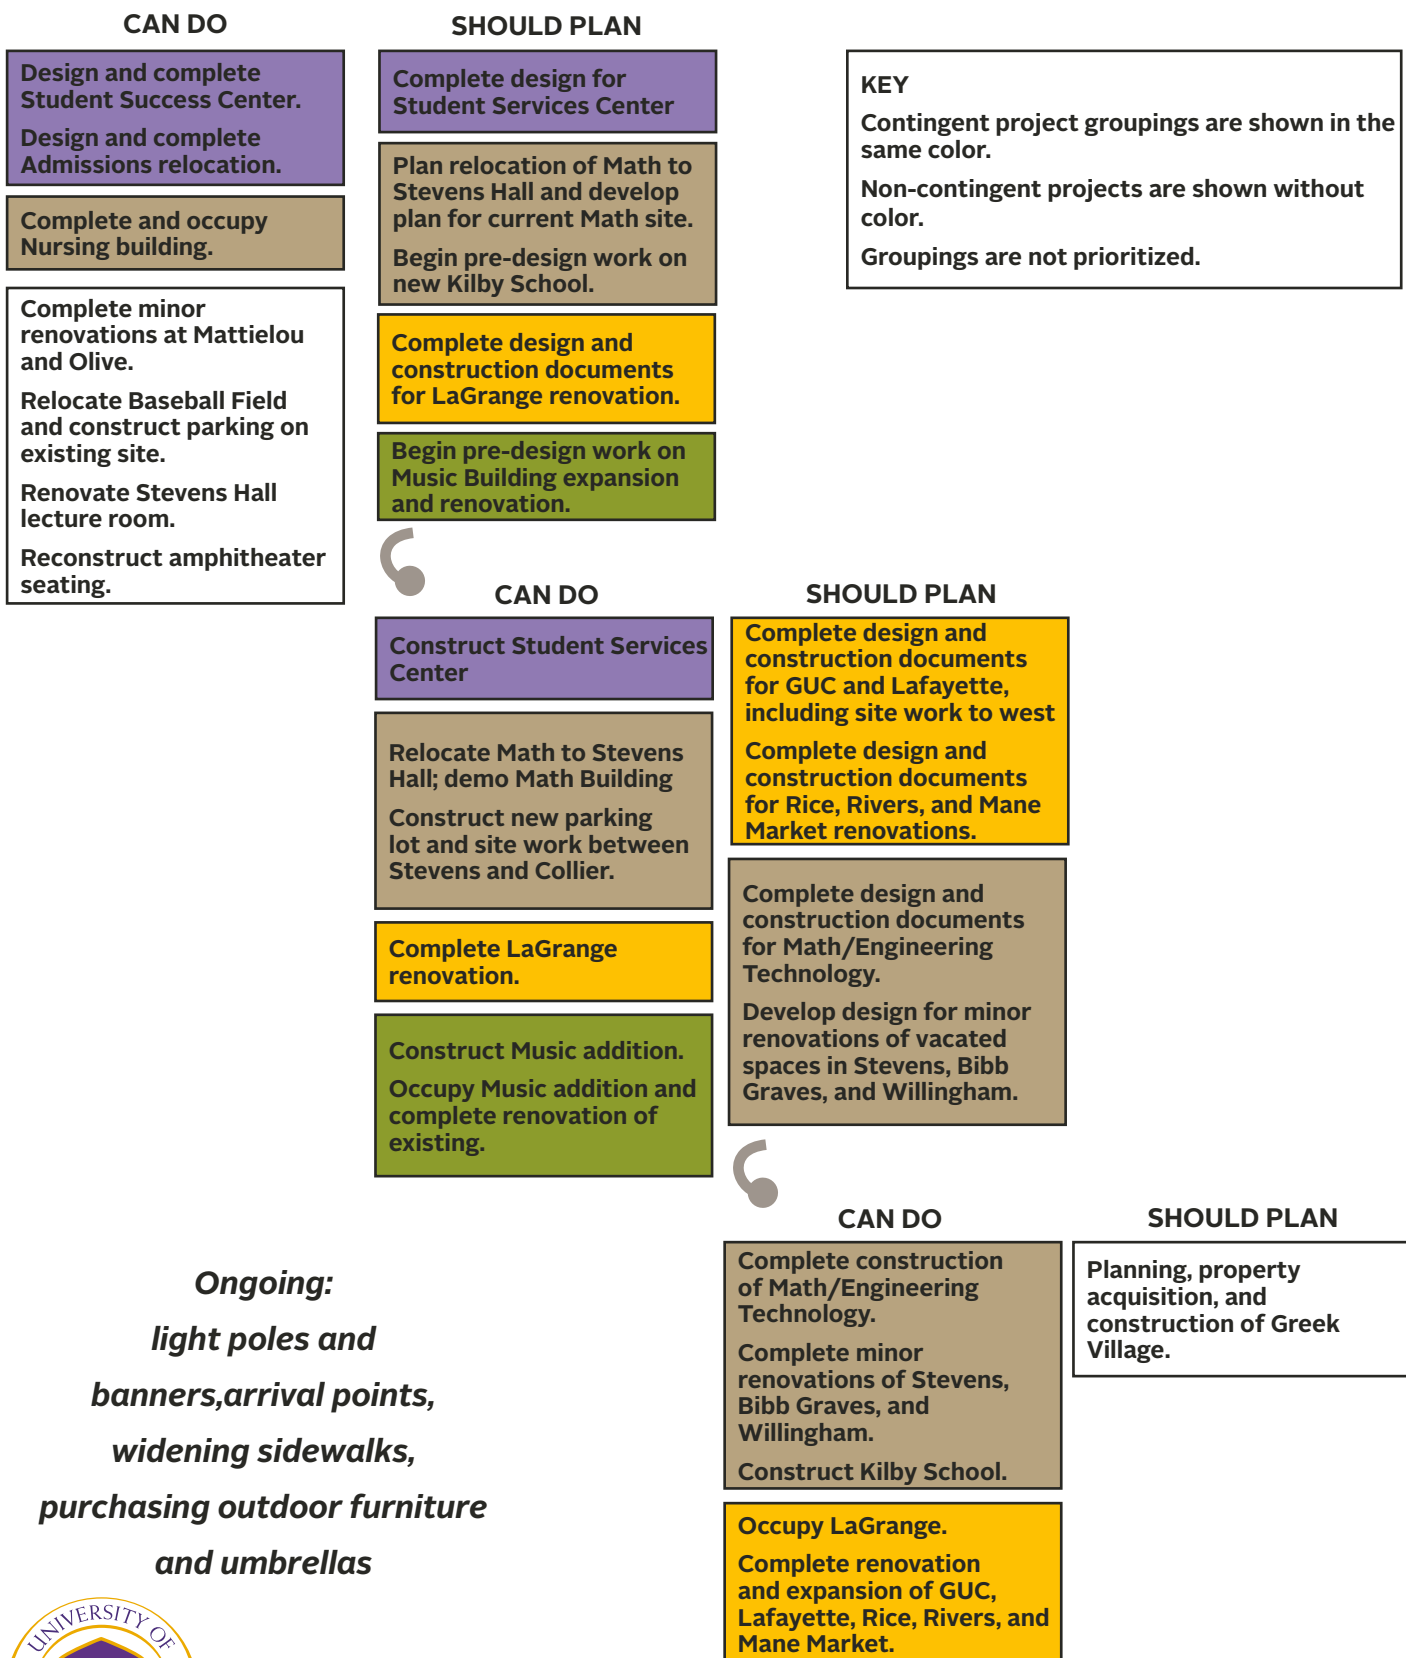 CAN DO
Design and complete
Student Success Center.
Design and complete
Admissions relocation.
Complete and occupy
Nursing building.
Complete minor
renovations at Mattielou
and Olive.
Relocate Baseball Field
and construct parking on
existing site.
Renovate Stevens Hall
lecture room.
Reconstruct amphitheater
seating.
SHOULD PLAN
Complete design for
Student Services Center
Plan relocation of Math to
Stevens Hall and develop
plan for current Math site.
Begin pre-design work on
new Kilby School.
Complete design and
construction documents
for LaGrange renovation.
Begin pre-design work on
Music Building expansion
and renovation.
KEY
Contingent project groupings are shown in the
same color.
Non-contingent projects are shown without
color.
Groupings are not prioritized.
CAN DO
Construct Student Services
Center
Relocate Math to Stevens
Hall; demo Math Building
Construct new parking
lot and site work between
Stevens and Collier.
Complete LaGrange
renovation.
Construct Music addition.
Occupy Music addition and
complete renovation of
existing.
SHOULD PLAN
Complete design and
construction documents
for GUC and Lafayette,
including site work to west
Complete design and
construction documents
for Rice, Rivers, and Mane
Market renovations.
Complete design and
construction documents
for Math/Engineering
Technology.
Develop design for minor
renovations of vacated
spaces in Stevens, Bibb
Graves, and Willingham.
CAN DO
Complete construction
of Math/Engineering
Technology.
Complete minor
renovations of Stevens,
Bibb Graves, and
Willingham.
Construct Kilby School.
Occupy LaGrange.
Complete renovation
and expansion of GUC,
Lafayette, Rice, Rivers, and
Mane Market.
SHOULD PLAN
Planning, property
acquisition, and
construction of Greek
Village.
Ongoing:
light poles and
banners,arrival points,
widening sidewalks,
purchasing outdoor furniture
and umbrellas
UNIVERSITY OF